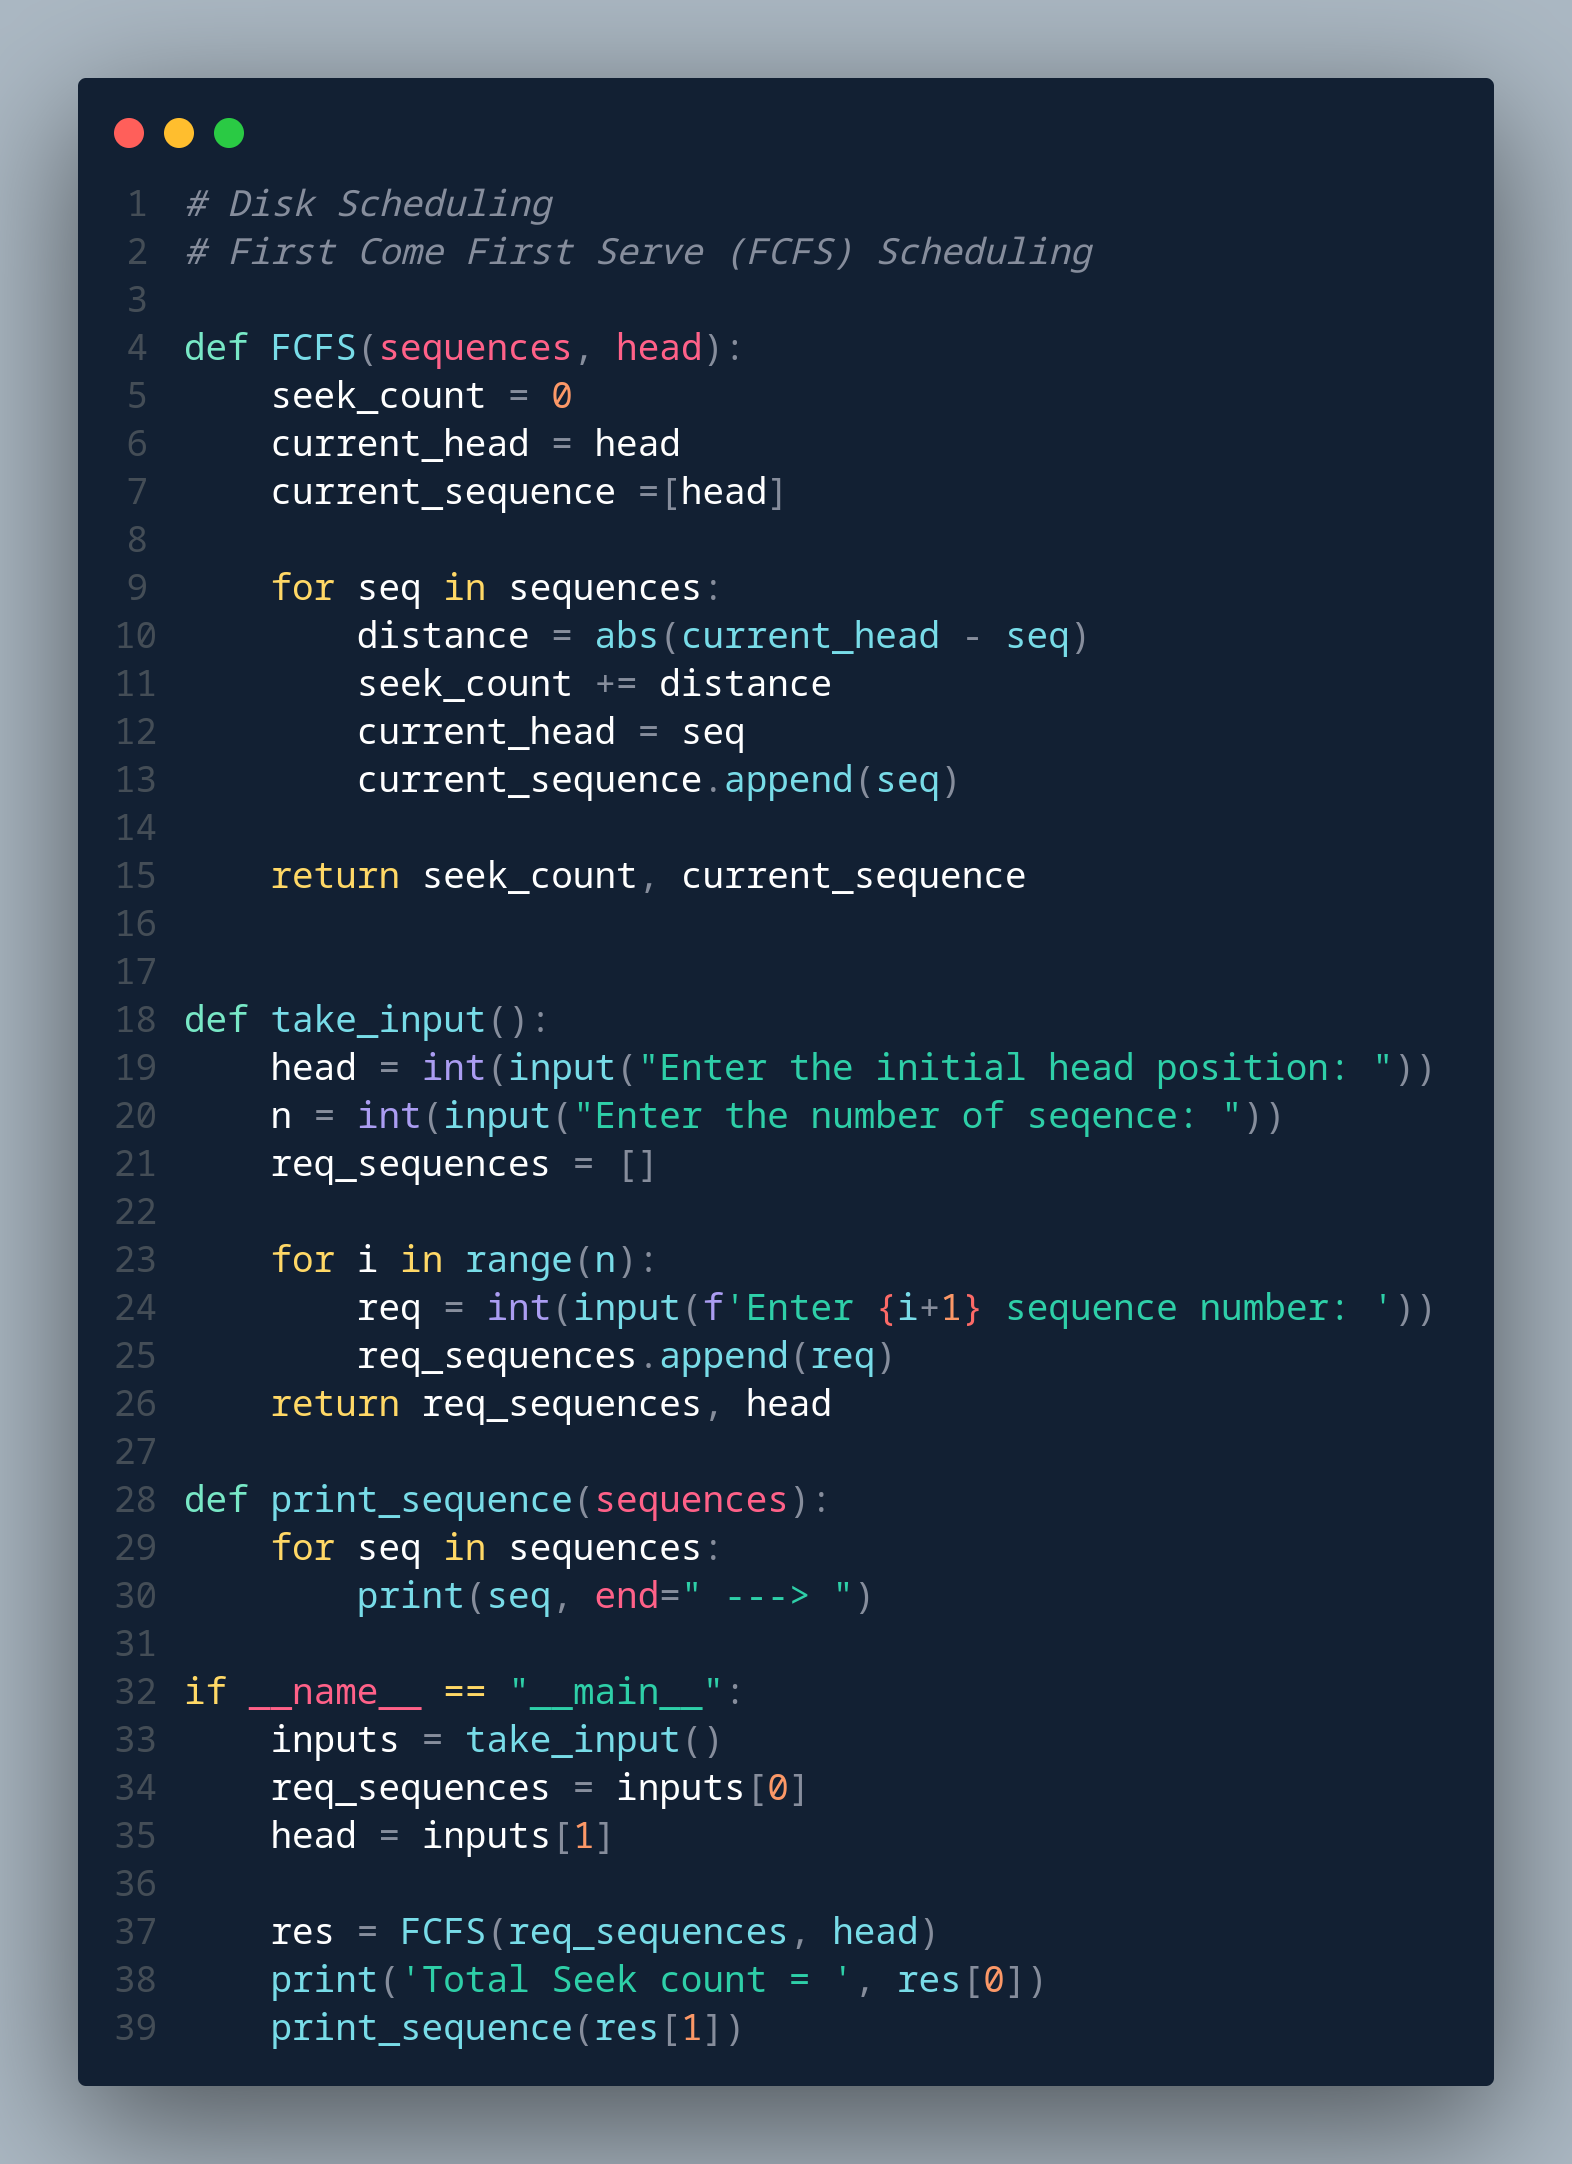 1 # Disk Scheduling
2 # First Come First Serve (FCFS) Scheduling
3
4 def FCFS(sequences, head):
5     seek_count = 0
6     current_head = head
7     current_sequence =[head]
8
9     for seq in sequences:
10         distance = abs(current_head - seq)
11         seek_count += distance
12         current_head = seq
13         current_sequence.append(seq)
14
15     return seek_count, current_sequence
16
17
18 def take_input():
19     head = int(input("Enter the initial head position: "))
20     n = int(input("Enter the number of seqence: "))
21     req_sequences = []
22
23     for i in range(n):
24         req = int(input(f'Enter {i+1} sequence number: '))
25         req_sequences.append(req)
26     return req_sequences, head
27
28 def print_sequence(sequences):
29     for seq in sequences:
30         print(seq, end=" ---> ")
31
32 if __name__ == "__main__":
33     inputs = take_input()
34     req_sequences = inputs[0]
35     head = inputs[1]
36
37     res = FCFS(req_sequences, head)
38     print('Total Seek count = ', res[0])
39     print_sequence(res[1])